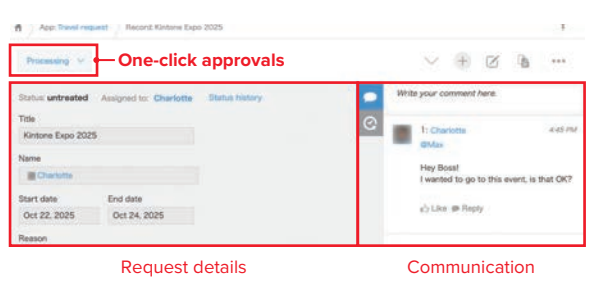 App: Travel request Record: Kintone Expo 2025
Processing
One-click approvals
Status: untreated Assigned to: Charlotte Status history
Title
Kintone Expo 2025
Name
Charlotte
Start date End date
Oct 22, 2025 Oct 24, 2025
Reason
Write your comment here.
1: Charlotte 4:45 PM
@Max
Hey Boss!
I wanted to go to this event, is that OK?
Like Reply
Request details
Communication